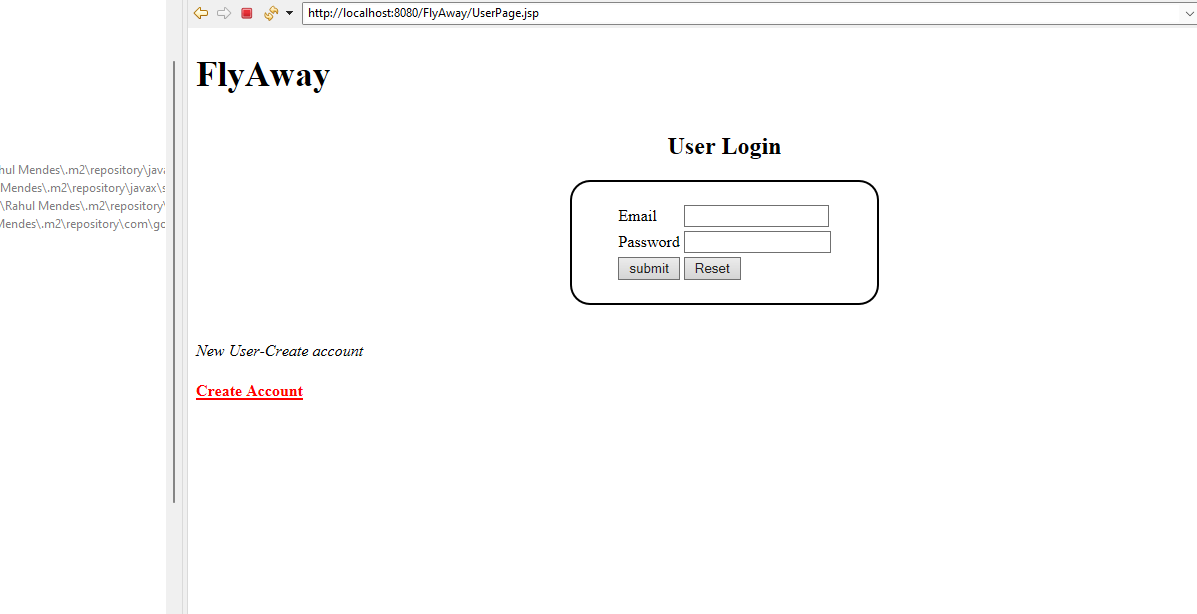 http://localhost:8080/FlyAway/UserPage.jsp
FlyAway
User Login
Email
Password
submit Reset
New User-Create account
Create Account
hul Mendes\.m2\repository\java
Mendes\.m2\repository\javax\s
\Rahul Mendes\.m2\repository\
Mendes\.m2\repository\com\go